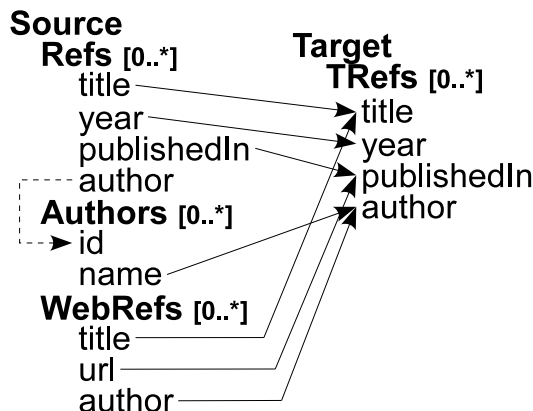 Source
Refs [0..*]
title
year
publishedIn
author
Authors [0..*]
id
name
WebRefs [0..*]
title
url
author
Target
TRefs [0..*]
title
year
publishedIn
author